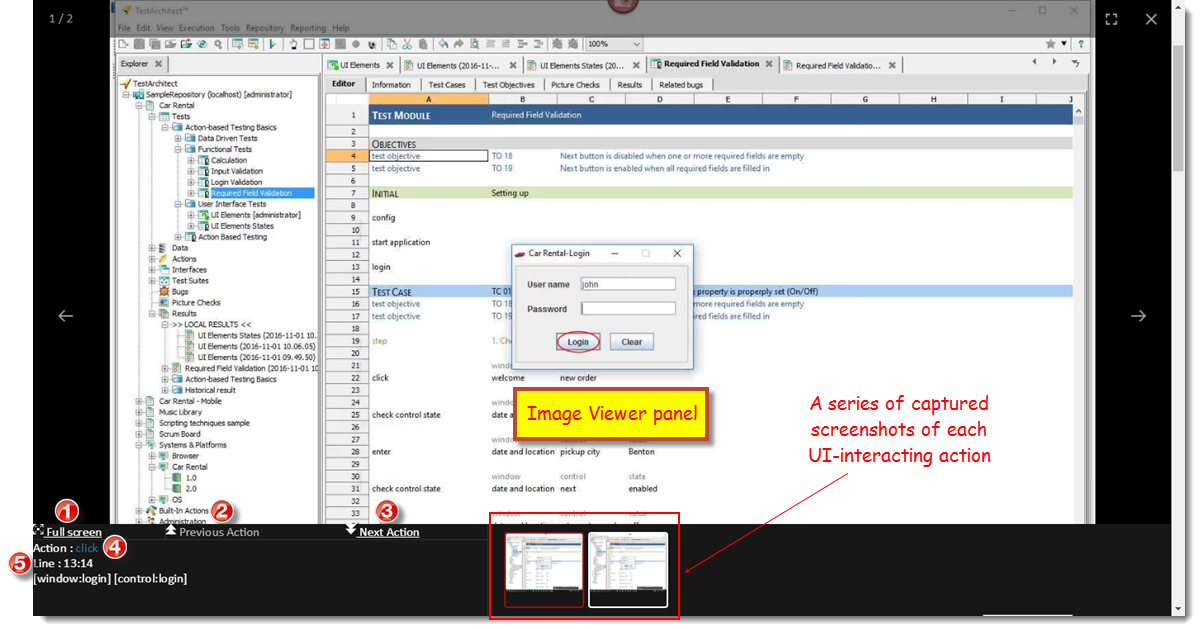 1 / 2
TestArchitect™
File Edit View Execution Tools Repository Reporting Help
100%
Explorer
UI Elements
UI Elements (2016-11-...
UI Elements States (20...
Required Field Validation
Required Field Validatio...
Editor Information Test Cases Test Objectives Picture Checks Results Related bugs
TestArchitect
SampleRepository (localhost) [administrator]
Car Rental
Tests
Action-based Testing Basics
Data Driven Tests
Functional Tests
Calculation
Input Validation
Login Validation
Required Field Validation
User Interface Tests
UI Elements [administrator]
UI Elements States
Action Based Testing
Data
Actions
Interfaces
Test Suites
Bugs
Picture Checks
Results
>> LOCAL RESULTS <<
UI Elements States (2016-11-01 10.
UI Elements (2016-11-01 10.06.05)
UI Elements (2016-11-01 09.49.50)
Required Field Validation (2016-11-01 10
Action-based Testing Basics
Historical result
Car Rental - Mobile
Music Library
Scripting techniques sample
Scrum Board
Systems & Platforms
Browser
Car Rental
1.0
2.0
OS
Built-In Actions
Administration
A B C D E F G H I J
1 TEST MODULE Required Field Validation
2
3 OBJECTIVES
4 test objective TO 18 Next button is disabled when one or more required fields are empty
5 test objective TO 19 Next button is enabled when all required fields are filled in
6
7 INITIAL Setting up
8
9 config
10
11 start application
12
13 login
14
15 TEST CASE TC 01 property is properply set (On/Off)
16 test objective TO 18 more required fields are empty
17 test objective TO 19 uired fields are filled in
18
19 step 1. Che
20
21 window
22 click welcome new order
23
24 window
25 check control state date a
26
27 window control value
28 enter date and location pickup city Benton
29
30 window control state
31 check control state date and location next enabled
32
33 window control value
Car Rental-Login
User name john
Password
Login Clear
Image Viewer panel
A series of captured
screenshots of each
UI-interacting action
1 2 3
Full screen Previous Action Next Action
Action : click 4
5 Line : 13:14
[window:login] [control:login]